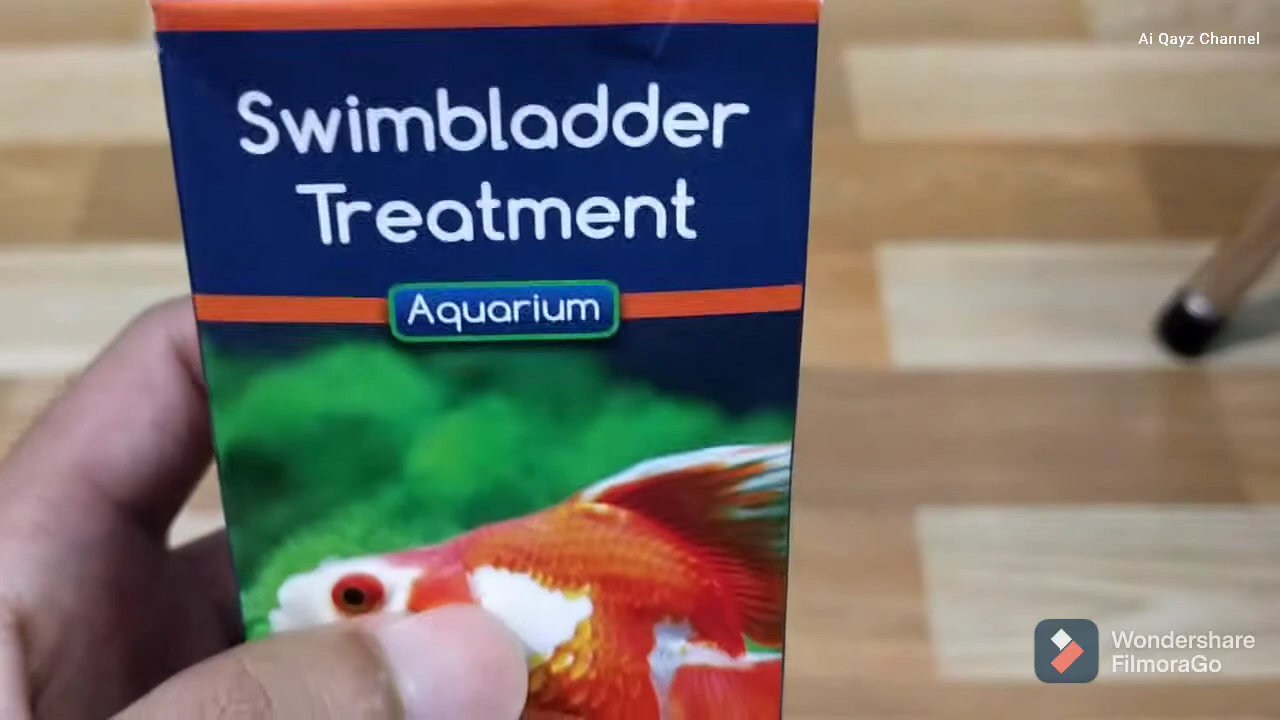 Ai Qayz Channel
Swimbladder
Treatment
Aquarium
Wondershare
FilmoraGo